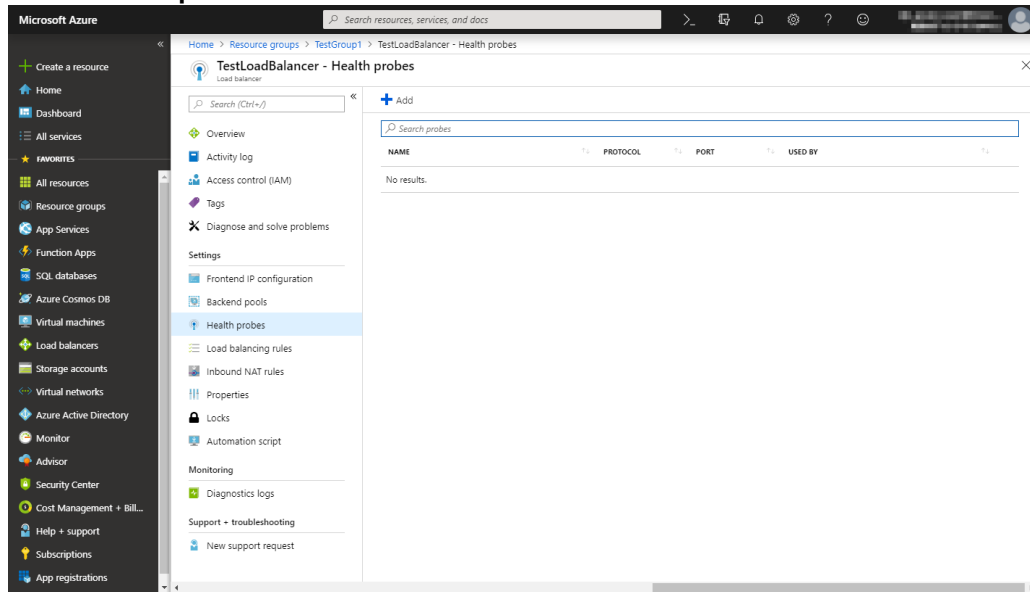 Microsoft Azure
Search resources, services, and docs
Home > Resource groups > TestGroup1 > TestLoadBalancer - Health probes
TestLoadBalancer - Health probes
Load balancer
Create a resource
Home
Dashboard
All services
FAVORITES
All resources
Resource groups
App Services
Function Apps
SQL databases
Azure Cosmos DB
Virtual machines
Load balancers
Storage accounts
Virtual networks
Azure Active Directory
Monitor
Advisor
Security Center
Cost Management + Bill...
Help + support
Subscriptions
App registrations
Search (Ctrl+/)
Overview
Activity log
Access control (IAM)
Tags
Diagnose and solve problems
Settings
Frontend IP configuration
Backend pools
Health probes
Load balancing rules
Inbound NAT rules
Properties
Locks
Automation script
Monitoring
Diagnostics logs
Support + troubleshooting
New support request
Add
Search probes
NAME PROTOCOL PORT USED BY
No results.